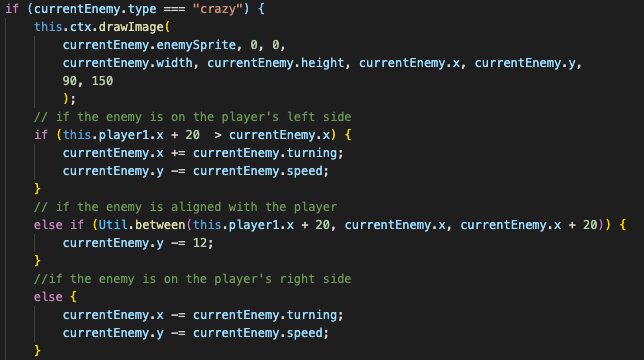 if (currentEnemy.type === "crazy") {
this.ctx.drawImage(
currentEnemy.enemySprite, 0, 0,
currentEnemy.width, currentEnemy.height, currentEnemy.x, currentEnemy.y,
90, 150
);
// if the enemy is on the player's left side
if (this.player1.x + 20  > currentEnemy.x) {
currentEnemy.x += currentEnemy.turning;
currentEnemy.y -= currentEnemy.speed;
}
// if the enemy is aligned with the player
else if (Util.between(this.player1.x + 20, currentEnemy.x, currentEnemy.x + 20)) {
currentEnemy.y -= 12;
}
//if the enemy is on the player's right side
else {
currentEnemy.x -= currentEnemy.turning;
currentEnemy.y -= currentEnemy.speed;
}